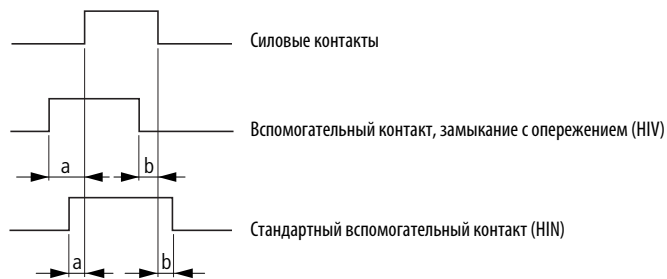 Силовые контакты
Вспомогательный контакт, замыкание с опережением (HIV)
a b
Стандартный вспомогательный контакт (HIN)
a b